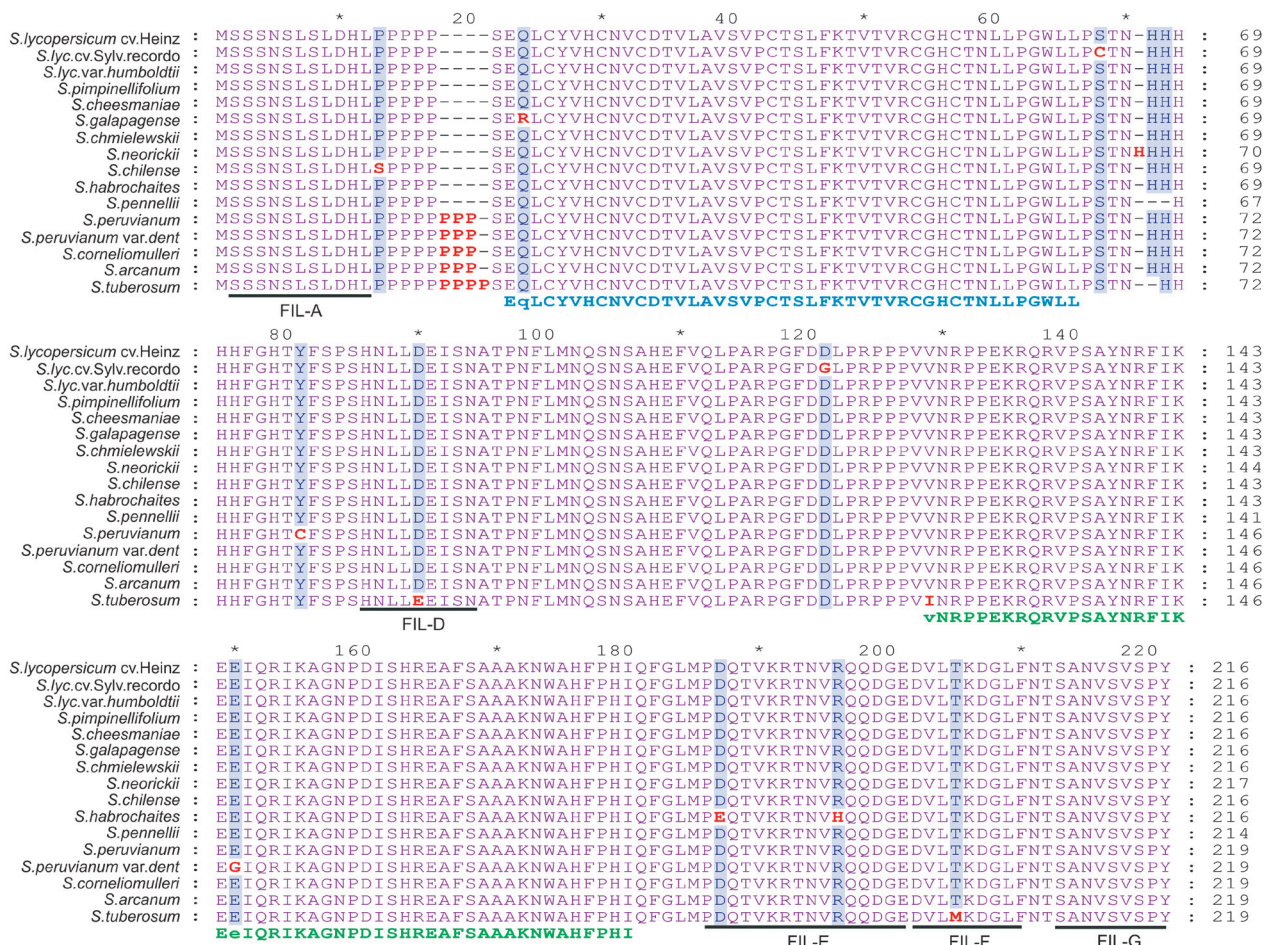 * 20 * 40 * 60 *
S.lycopersicum cv.Heinz : MSSSNSLSLDHLPPPPP----SEQLCYVHCNVCDTVLAVSVPCTSLFKTVTVRCGHCTNLLPGWLLPSTN-HHH : 69
S.lyc.cv.Sylv.recordo : MSSSNSLSLDHLPPPPP----SEQLCYVHCNVCDTVLAVSVPCTSLFKTVTVRCGHCTNLLPGWLLPCTN-HHH : 69
S.lyc.var.humboldtii : MSSSNSLSLDHLPPPPP----SEQLCYVHCNVCDTVLAVSVPCTSLFKTVTVRCGHCTNLLPGWLLPSTN-HHH : 69
S.pimpinellifolium : MSSSNSLSLDHLPPPPP----SEQLCYVHCNVCDTVLAVSVPCTSLFKTVTVRCGHCTNLLPGWLLPSTN-HHH : 69
S.cheesmaniae : MSSSNSLSLDHLPPPPP----SEQLCYVHCNVCDTVLAVSVPCTSLFKTVTVRCGHCTNLLPGWLLPSTN-HHH : 69
S.galapagense : MSSSNSLSLDHLPPPPP----SERLCYVHCNVCDTVLAVSVPCTSLFKTVTVRCGHCTNLLPGWLLPSTN-HHH : 69
S.chmielewskii : MSSSNSLSLDHLPPPPP----SEQLCYVHCNVCDTVLAVSVPCTSLFKTVTVRCGHCTNLLPGWLLPSTN-HHH : 69
S.neorickii : MSSSNSLSLDHLPPPPP----SEQLCYVHCNVCDTVLAVSVPCTSLFKTVTVRCGHCTNLLPGWLLPSTNHHHH : 70
S.chilense : MSSSNSLSLDHLSPPPP----SEQLCYVHCNVCDTVLAVSVPCTSLFKTVTVRCGHCTNLLPGWLLPSTN-HHH : 69
S.habrochaites : MSSSNSLSLDHLPPPPP----SEQLCYVHCNVCDTVLAVSVPCTSLFKTVTVRCGHCTNLLPGWLLPSTN-HHH : 69
S.pennellii : MSSSNSLSLDHLPPPPP----SEQLCYVHCNVCDTVLAVSVPCTSLFKTVTVRCGHCTNLLPGWLLPSTN---H : 67
S.peruvianum : MSSSNSLSLDHLPPPPPPPP-SEQLCYVHCNVCDTVLAVSVPCTSLFKTVTVRCGHCTNLLPGWLLPSTN-HHH : 72
S.peruvianum var.dent : MSSSNSLSLDHLPPPPPPPP-SEQLCYVHCNVCDTVLAVSVPCTSLFKTVTVRCGHCTNLLPGWLLPSTN-HHH : 72
S.corneliomulleri : MSSSNSLSLDHLPPPPPPPP-SEQLCYVHCNVCDTVLAVSVPCTSLFKTVTVRCGHCTNLLPGWLLPSTN-HHH : 72
S.arcanum : MSSSNSLSLDHLPPPPPPPP-SEQLCYVHCNVCDTVLAVSVPCTSLFKTVTVRCGHCTNLLPGWLLPSTN-HHH : 72
S.tuberosum : MSSSNSLSLDHLPPPPPPPPPSEQLCYVHCNVCDTVLAVSVPCTSLFKTVTVRCGHCTNLLPGWLLPSTN--HH : 72
FIL-A EqLCYVHCNVCDTVLAVSVPCTSLFKTVTVRCGHCTNLLPGWLL
80 * 100 * 120 * 140
S.lycopersicum cv.Heinz : HHFGHTYFSPSHNLLDEISNATPNFLMNQSNSAHEFVQLPARPGFDDLPRPPPVVNRPPEKRQRVPSAYNRFIK : 143
S.lyc.cv.Sylv.recordo : HHFGHTYFSPSHNLLDEISNATPNFLMNQSNSAHEFVQLPARPGFDGLPRPPPVVNRPPEKRQRVPSAYNRFIK : 143
S.lyc.var.humboldtii : HHFGHTYFSPSHNLLDEISNATPNFLMNQSNSAHEFVQLPARPGFDDLPRPPPVVNRPPEKRQRVPSAYNRFIK : 143
S.pimpinellifolium : HHFGHTYFSPSHNLLDEISNATPNFLMNQSNSAHEFVQLPARPGFDDLPRPPPVVNRPPEKRQRVPSAYNRFIK : 143
S.cheesmaniae : HHFGHTYFSPSHNLLDEISNATPNFLMNQSNSAHEFVQLPARPGFDDLPRPPPVVNRPPEKRQRVPSAYNRFIK : 143
S.galapagense : HHFGHTYFSPSHNLLDEISNATPNFLMNQSNSAHEFVQLPARPGFDDLPRPPPVVNRPPEKRQRVPSAYNRFIK : 143
S.chmielewskii : HHFGHTYFSPSHNLLDEISNATPNFLMNQSNSAHEFVQLPARPGFDDLPRPPPVVNRPPEKRQRVPSAYNRFIK : 143
S.neorickii : HHFGHTYFSPSHNLLDEISNATPNFLMNQSNSAHEFVQLPARPGFDDLPRPPPVVNRPPEKRQRVPSAYNRFIK : 144
S.chilense : HHFGHTYFSPSHNLLDEISNATPNFLMNQSNSAHEFVQLPARPGFDDLPRPPPVVNRPPEKRQRVPSAYNRFIK : 143
S.habrochaites : HHFGHTYFSPSHNLLDEISNATPNFLMNQSNSAHEFVQLPARPGFDDLPRPPPVVNRPPEKRQRVPSAYNRFIK : 143
S.pennellii : HHFGHTYFSPSHNLLDEISNATPNFLMNQSNSAHEFVQLPARPGFDDLPRPPPVVNRPPEKRQRVPSAYNRFIK : 141
S.peruvianum : HHFGHTCFSPSHNLLDEISNATPNFLMNQSNSAHEFVQLPARPGFDDLPRPPPVVNRPPEKRQRVPSAYNRFIK : 146
S.peruvianum var.dent : HHFGHTYFSPSHNLLDEISNATPNFLMNQSNSAHEFVQLPARPGFDDLPRPPPVVNRPPEKRQRVPSAYNRFIK : 146
S.corneliomulleri : HHFGHTYFSPSHNLLDEISNATPNFLMNQSNSAHEFVQLPARPGFDDLPRPPPVVNRPPEKRQRVPSAYNRFIK : 146
S.arcanum : HHFGHTYFSPSHNLLDEISNATPNFLMNQSNSAHEFVQLPARPGFDDLPRPPPVVNRPPEKRQRVPSAYNRFIK : 146
S.tuberosum : HHFGHTYFSPSHNLLEEISNATPNFLMNQSNSAHEFVQLPARPGFDDLPRPPPVINRPPEKRQRVPSAYNRFIK : 146
FIL-D vNRPPEKRQRVPSAYNRFIK
* 160 * 180 * 200 * 220
S.lycopersicum cv.Heinz : EEIQRIKAGNPDISHREAFSAAAKNWAHFPHIQFGLMPDQTVKRTNVRQQDGEDVLTKDGLFNTSANVSVSPY : 216
S.lyc.cv.Sylv.recordo : EEIQRIKAGNPDISHREAFSAAAKNWAHFPHIQFGLMPDQTVKRTNVRQQDGEDVLTKDGLFNTSANVSVSPY : 216
S.lyc.var.humboldtii : EEIQRIKAGNPDISHREAFSAAAKNWAHFPHIQFGLMPDQTVKRTNVRQQDGEDVLTKDGLFNTSANVSVSPY : 216
S.pimpinellifolium : EEIQRIKAGNPDISHREAFSAAAKNWAHFPHIQFGLMPDQTVKRTNVRQQDGEDVLTKDGLFNTSANVSVSPY : 216
S.cheesmaniae : EEIQRIKAGNPDISHREAFSAAAKNWAHFPHIQFGLMPDQTVKRTNVRQQDGEDVLTKDGLFNTSANVSVSPY : 216
S.galapagense : EEIQRIKAGNPDISHREAFSAAAKNWAHFPHIQFGLMPDQTVKRTNVRQQDGEDVLTKDGLFNTSANVSVSPY : 216
S.chmielewskii : EEIQRIKAGNPDISHREAFSAAAKNWAHFPHIQFGLMPDQTVKRTNVRQQDGEDVLTKDGLFNTSANVSVSPY : 216
S.neorickii : EEIQRIKAGNPDISHREAFSAAAKNWAHFPHIQFGLMPDQTVKRTNVRQQDGEDVLTKDGLFNTSANVSVSPY : 217
S.chilense : EEIQRIKAGNPDISHREAFSAAAKNWAHFPHIQFGLMPDQTVKRTNVRQQDGEDVLTKDGLFNTSANVSVSPY : 216
S.habrochaites : EEIQRIKAGNPDISHREAFSAAAKNWAHFPHIQFGLMPEQTVKRTNVHQQDGEDVLTKDGLFNTSANVSVSPY : 216
S.pennellii : EEIQRIKAGNPDISHREAFSAAAKNWAHFPHIQFGLMPDQTVKRTNVRQQDGEDVLTKDGLFNTSANVSVSPY : 214
S.peruvianum : EEIQRIKAGNPDISHREAFSAAAKNWAHFPHIQFGLMPDQTVKRTNVRQQDGEDVLTKDGLFNTSANVSVSPY : 219
S.peruvianum var.dent : EGIQRIKAGNPDISHREAFSAAAKNWAHFPHIQFGLMPDQTVKRTNVRQQDGEDVLTKDGLFNTSANVSVSPY : 219
S.corneliomulleri : EEIQRIKAGNPDISHREAFSAAAKNWAHFPHIQFGLMPDQTVKRTNVRQQDGEDVLTKDGLFNTSANVSVSPY : 219
S.arcanum : EEIQRIKAGNPDISHREAFSAAAKNWAHFPHIQFGLMPDQTVKRTNVRQQDGEDVLTKDGLFNTSANVSVSPY : 219
S.tuberosum : EEIQRIKAGNPDISHREAFSAAAKNWAHFPHIQFGLMPDQTVKRTNVRQQDGEDVLMKDGLFNTSANVSVSPY : 219
EeIQRIKAGNPDISHREAFSAAAKNWAHFPHI FIL-E FIL-F FIL-G